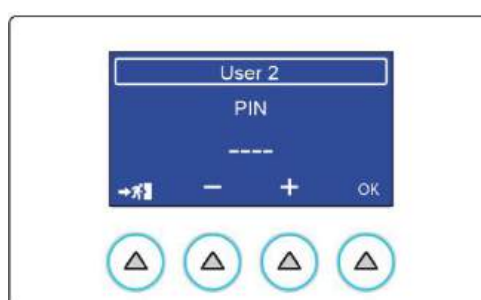 User 2
PIN
----
− + OK